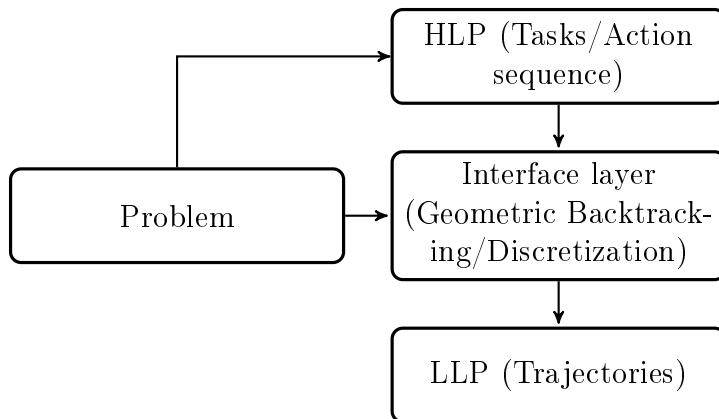 HLP (Tasks/Action
sequence)
Problem
Interface layer
(Geometric Backtrack-
ing/Discretization)
LLP (Trajectories)